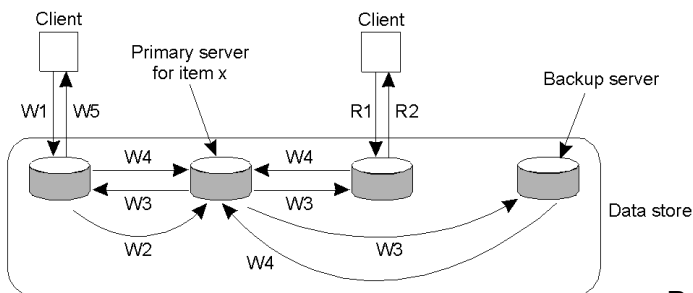 Client
Client
Primary server
for item x
Backup server
W1
W5
R1
R2
W4
W4
W3
W3
Data store
W2
W3
W4